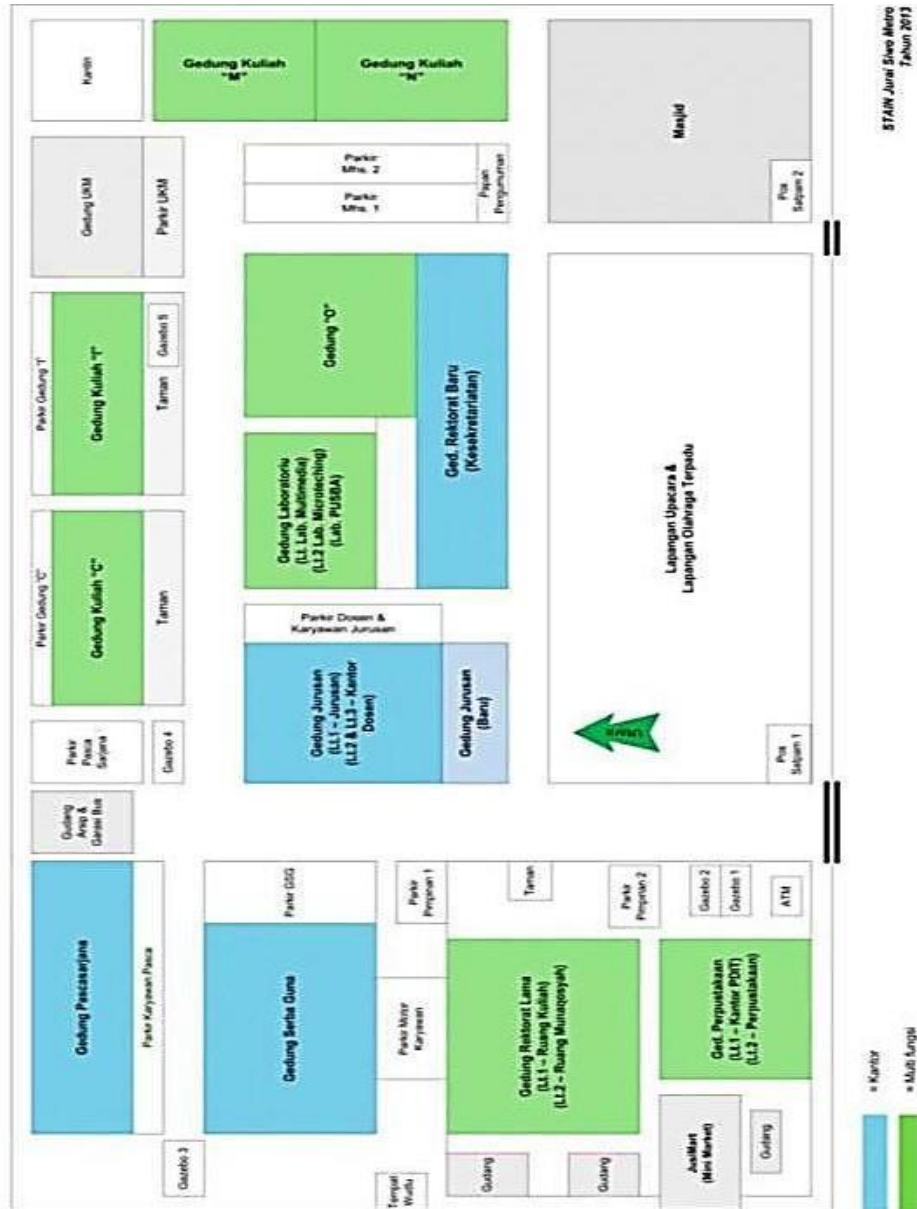 STAIN Jurai Siwo Metro
Tahun 2013
Kantin
Gedung Kuliah
"M"
Gedung Kuliah
"N"
Masjid
Pos
Satpam 2
Gedung UKM
Parkir UKM
Parkir
Mhs. 2
Parkir
Mhs. 1
Papan
Pengumuman
Parkir Gedung "I"
Gedung Kuliah "I"
Gazebo 5
Taman
Gedung "O"
Ged. Rektorat Baru
(Kesekretariatan)
Gedung Laboratoriu
(Lt. Lab. Multimedia)
(Lt.2 Lab. Microteching)
(Lab. PUSBA)
Lapangan Upacara &
Lapangan Olahraga Terpadu
Parkir Gedung "C"
Gedung Kuliah "C"
Taman
Parkir Dosen &
Karyawan Jurusan
Gedung Jurusan
(Lt.1 – Jurusan)
(Lt.2 & Lt.3 – Kantor
Dosen)
Gedung Jurusan
(Baru)
Pos
Satpam 1
Parkir
Pasca
Sarjana
Gazebo 4
Gudang
Arsip &
Garasi Bus
Gedung Pascasarjana
Parkir Karyawan Pasca
Parkir GSG
Gedung Serba Guna
Parkir
Pimpinan 1
Parkir Motor
Karyawan
Taman
Parkir
Pimpinan 2
Gazebo 2
Gazebo 1
ATM
Gedung Rektorat Lama
(Lt.1 – Ruang Kuliah)
(Lt.2 – Ruang Munaqosyah)
Ged. Perpustakaan
(Lt.1 – Kantor PDIT)
(Lt.2 – Perpustakaan)
Gazebo 3
Tempat
Wudlu
Gudang
Gudang
JusiMart
(Mini Market)
Gudang
= Kantor
= Multi fungsi